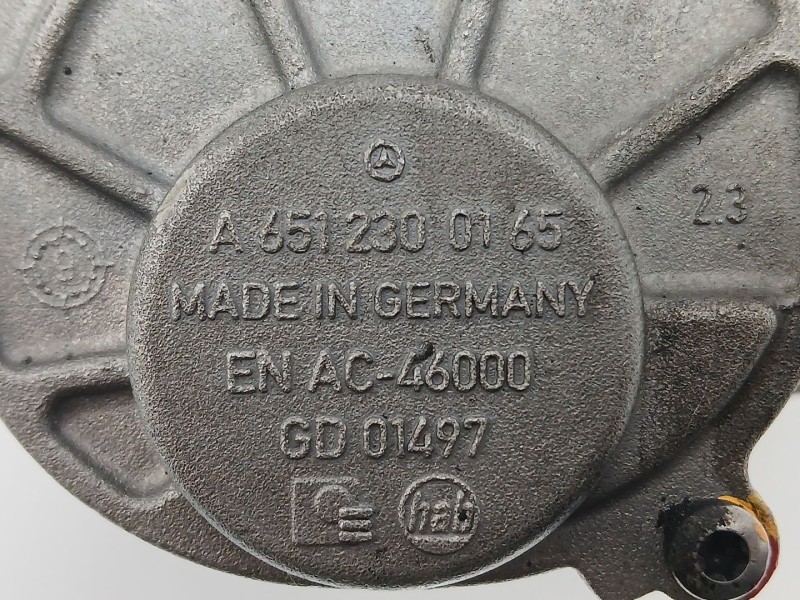 A 651 230 01 65
2.3
MADE IN GERMANY
EN AC-46000
GD 01497
hab